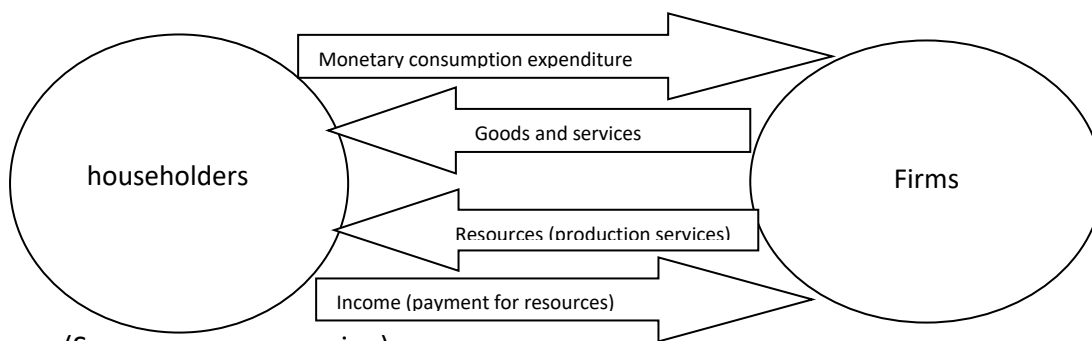 Monetary consumption expenditure
Goods and services
householders
Firms
Resources (production services)
Income (payment for resources)